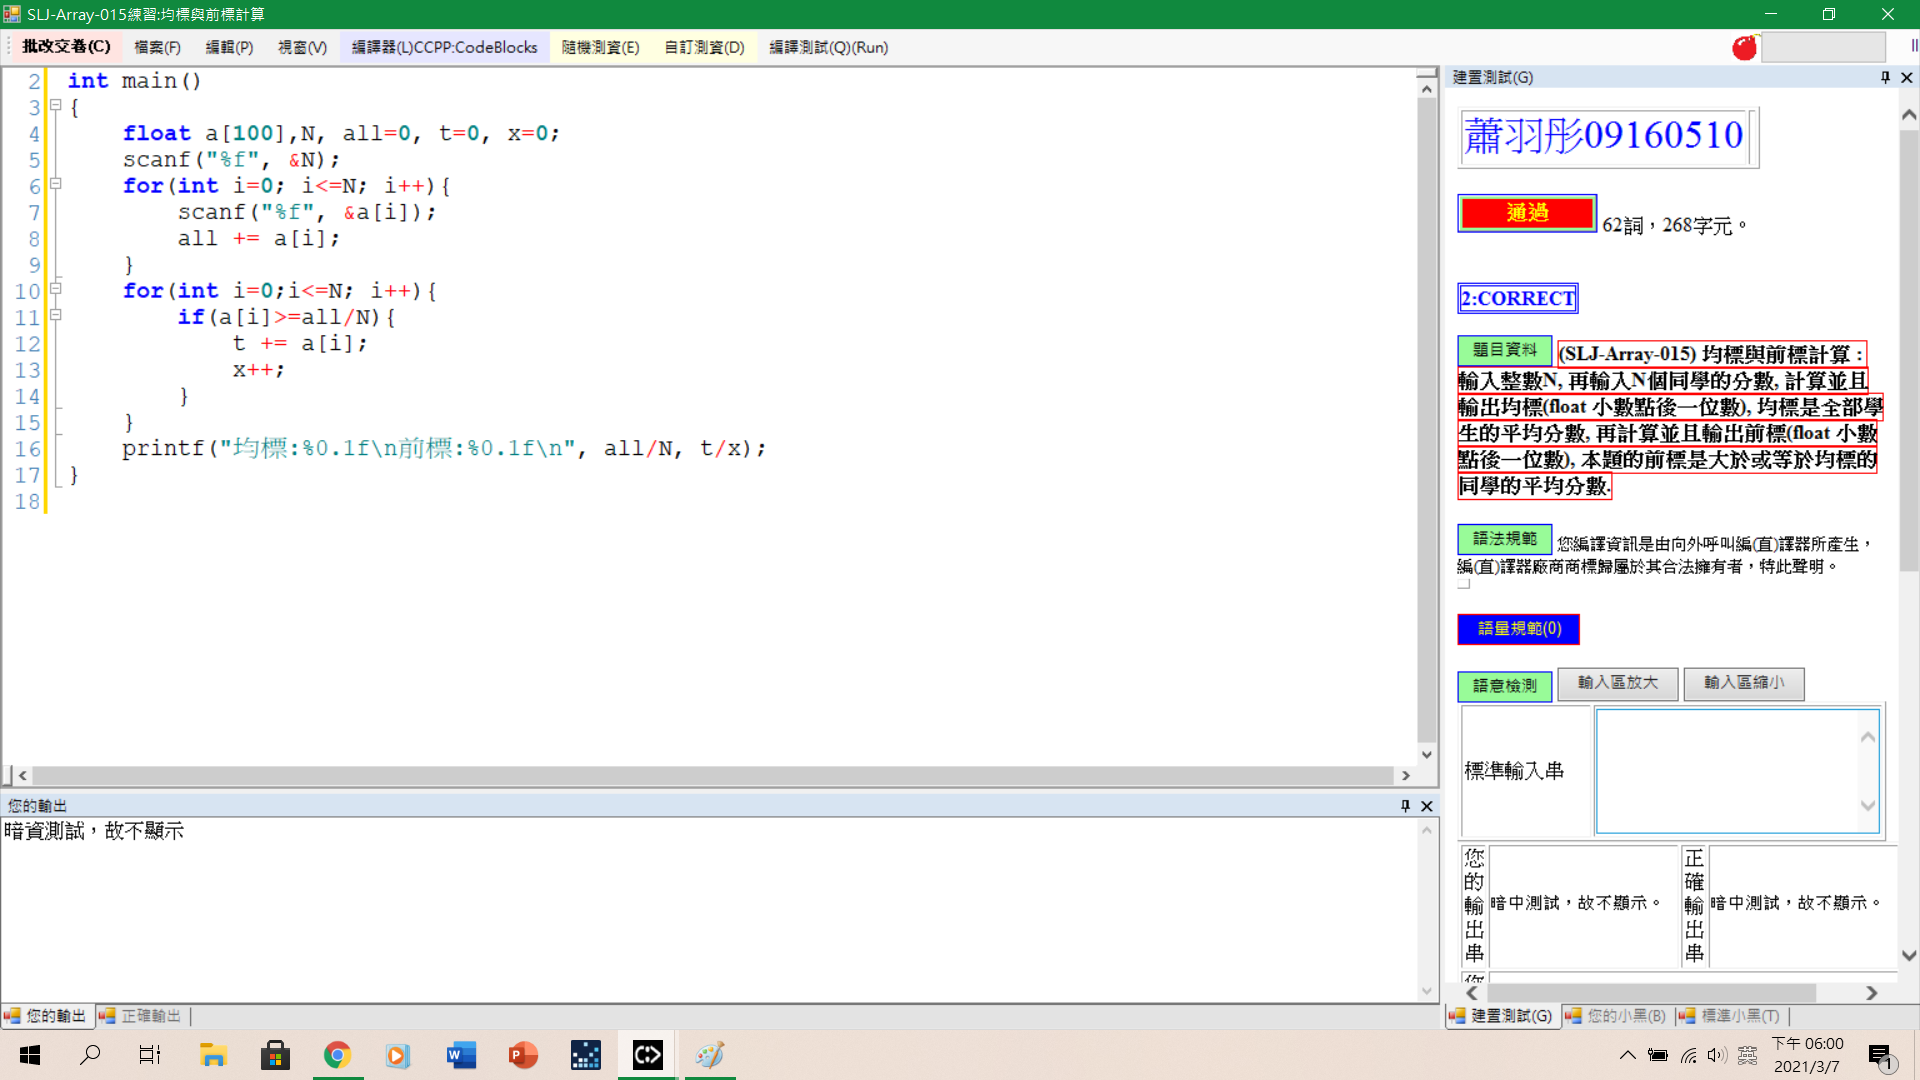 SLJ-Array-015練習:均標與前標計算
批改交卷(C) 檔案(F) 編輯(P) 視窗(V) 編譯器(L)CCPP:CodeBlocks 隨機測資(E) 自訂測資(D) 編譯測試(Q)(Run)
2 int main()
3 {
4 float a[100],N, all=0, t=0, x=0;
5 scanf("%f", &N);
6 for(int i=0; i<=N; i++){
7 scanf("%f", &a[i]);
8 all += a[i];
9 }
10 for(int i=0;i<=N; i++){
11 if(a[i]>=all/N){
12 t += a[i];
13 x++;
14 }
15 }
16 printf("均標:%0.1f\n前標:%0.1f\n", all/N, t/x);
17 }
18
您的輸出
暗資測試，故不顯示
您的輸出 正確輸出
建置測試(G)
蕭羽彤09160510
通過 62詞，268字元。
2:CORRECT
題目資料 (SLJ-Array-015) 均標與前標計算 :
輸入整數N, 再輸入N個同學的分數, 計算並且
輸出均標(float 小數點後一位數), 均標是全部學
生的平均分數, 再計算並且輸出前標(float 小數
點後一位數), 本題的前標是大於或等於均標的
同學的平均分數.
語法規範 您編譯資訊是由向外呼叫編(直)譯器所產生，
編(直)譯器廠商商標歸屬於其合法擁有者，特此聲明。
語量規範(0)
語意檢測 輸入區放大 輸入區縮小
標準輸入串
您的輸出串 暗中測試，故不顯示。 正確輸出串 暗中測試，故不顯示。
建置測試(G) 您的小黑(B) 標準小黑(T)
英
下午 06:00
2021/3/7
1